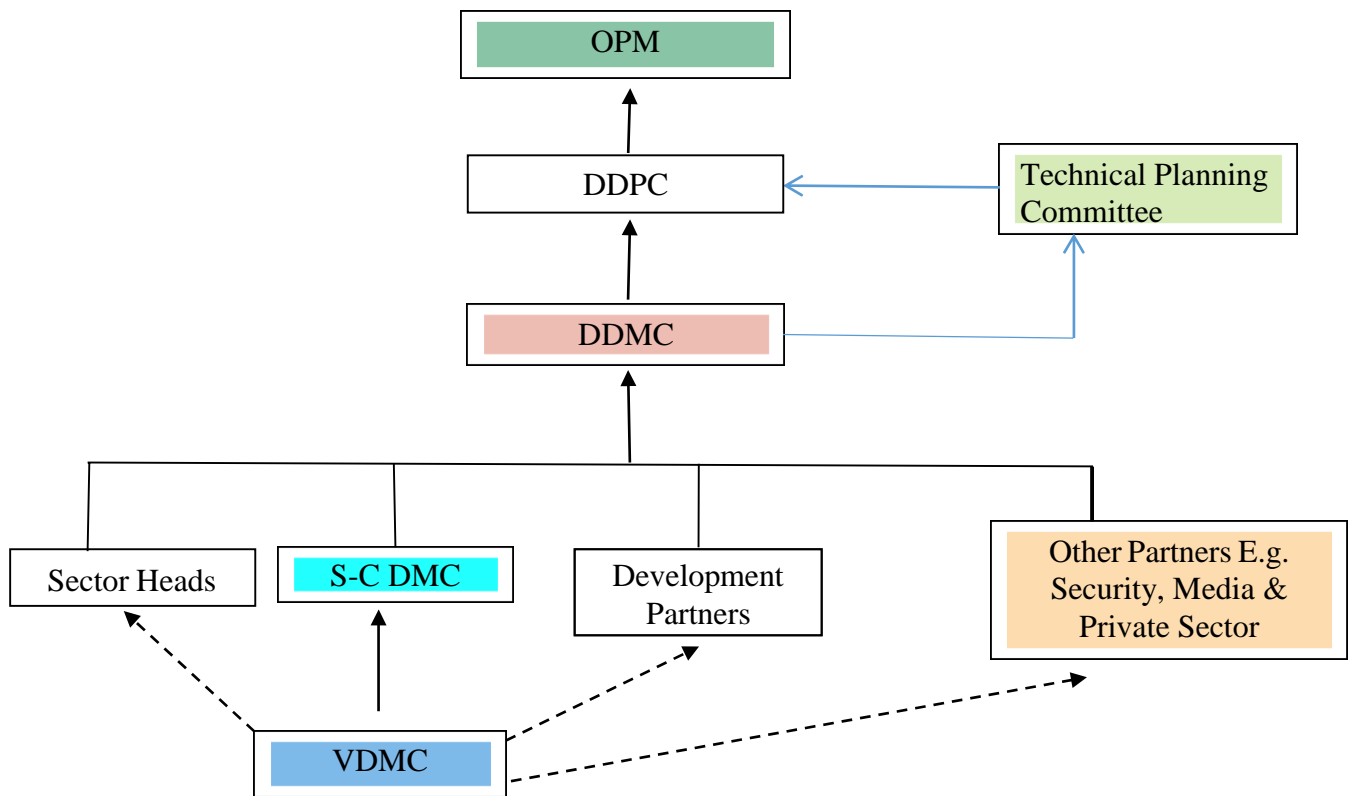 OPM
DDPC
Technical Planning
Committee
DDMC
Sector Heads
S-C DMC
Development
Partners
Other Partners E.g.
Security, Media &
Private Sector
VDMC